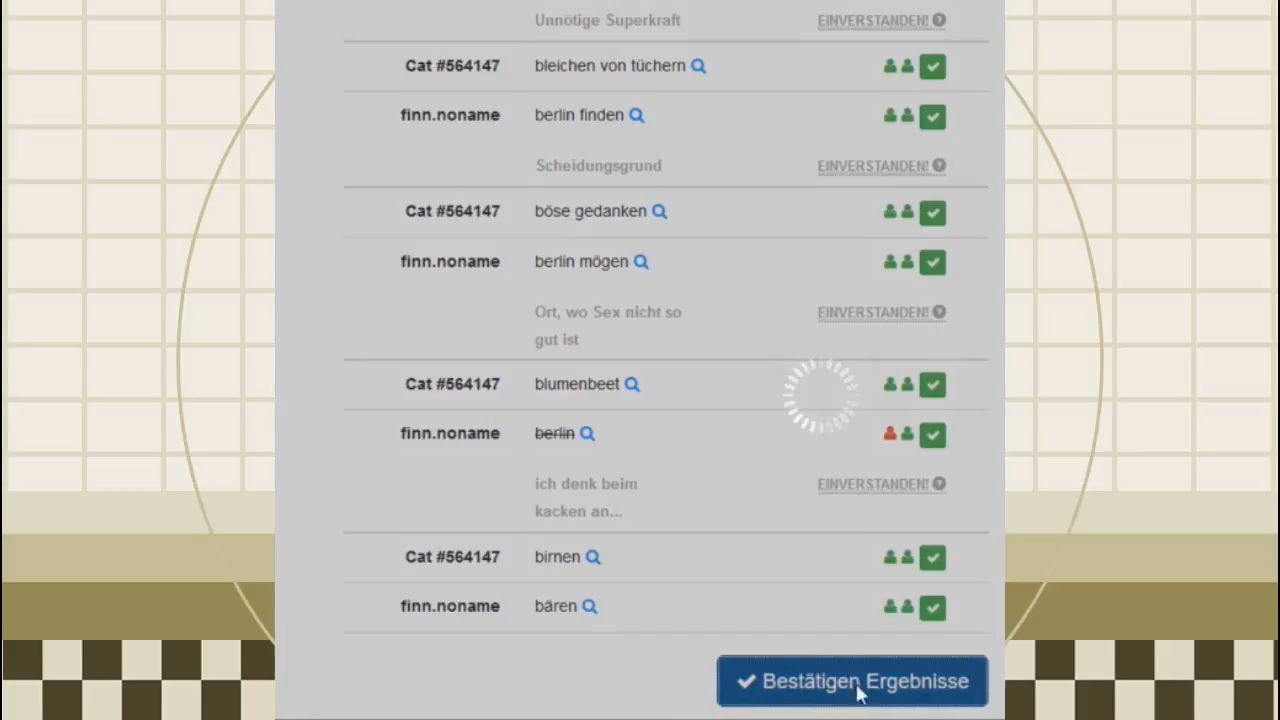 Unnötige Superkraft EINVERSTANDEN!
Cat #564147 bleichen von tüchern
finn.noname berlin finden
Scheidungsgrund EINVERSTANDEN!
Cat #564147 böse gedanken
finn.noname berlin mögen
Ort, wo Sex nicht so EINVERSTANDEN!
gut ist
Cat #564147 blumenbeet
finn.noname berlin
ich denk beim EINVERSTANDEN!
kacken an...
Cat #564147 birnen
finn.noname bären
Bestätigen Ergebnisse